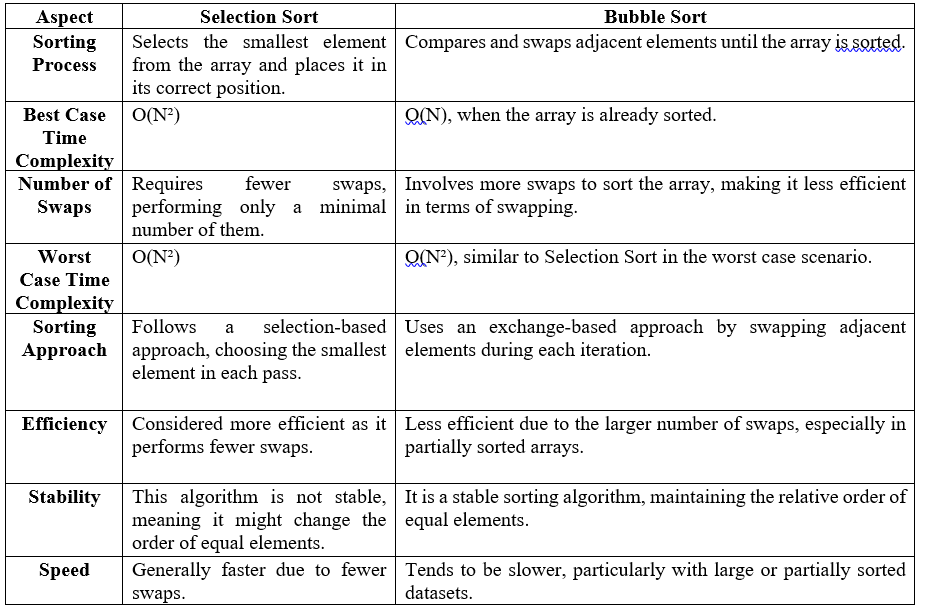 Aspect
Selection Sort
Bubble Sort
Sorting
Process
Selects the smallest element
from the array and places it in
its correct position.
Compares and swaps adjacent elements until the array is sorted.
Best Case
Time
Complexity
O(N²)
O(N), when the array is already sorted.
Number of
Swaps
Requires fewer swaps,
performing only a minimal
number of them.
Involves more swaps to sort the array, making it less efficient
in terms of swapping.
Worst
Case Time
Complexity
O(N²)
O(N²), similar to Selection Sort in the worst case scenario.
Sorting
Approach
Follows a selection-based
approach, choosing the smallest
element in each pass.
Uses an exchange-based approach by swapping adjacent
elements during each iteration.
Efficiency
Considered more efficient as it
performs fewer swaps.
Less efficient due to the larger number of swaps, especially in
partially sorted arrays.
Stability
This algorithm is not stable,
meaning it might change the
order of equal elements.
It is a stable sorting algorithm, maintaining the relative order of
equal elements.
Speed
Generally faster due to fewer
swaps.
Tends to be slower, particularly with large or partially sorted
datasets.